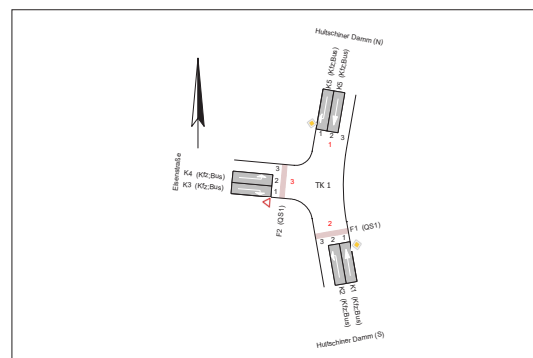 Hultschiner Damm (N)
K5 (Kfz;Bus)
K5 (Kfz;Bus)
1 2 3
1
Elsenstraße
K4 (Kfz;Bus)
K3 (Kfz;Bus)
3
2
1
3
F2 (QS1)
TK 1
2
F1 (QS1)
3 2 1
K2 (Kfz;Bus)
K1 (Kfz;Bus)
Hultschiner Damm (S)